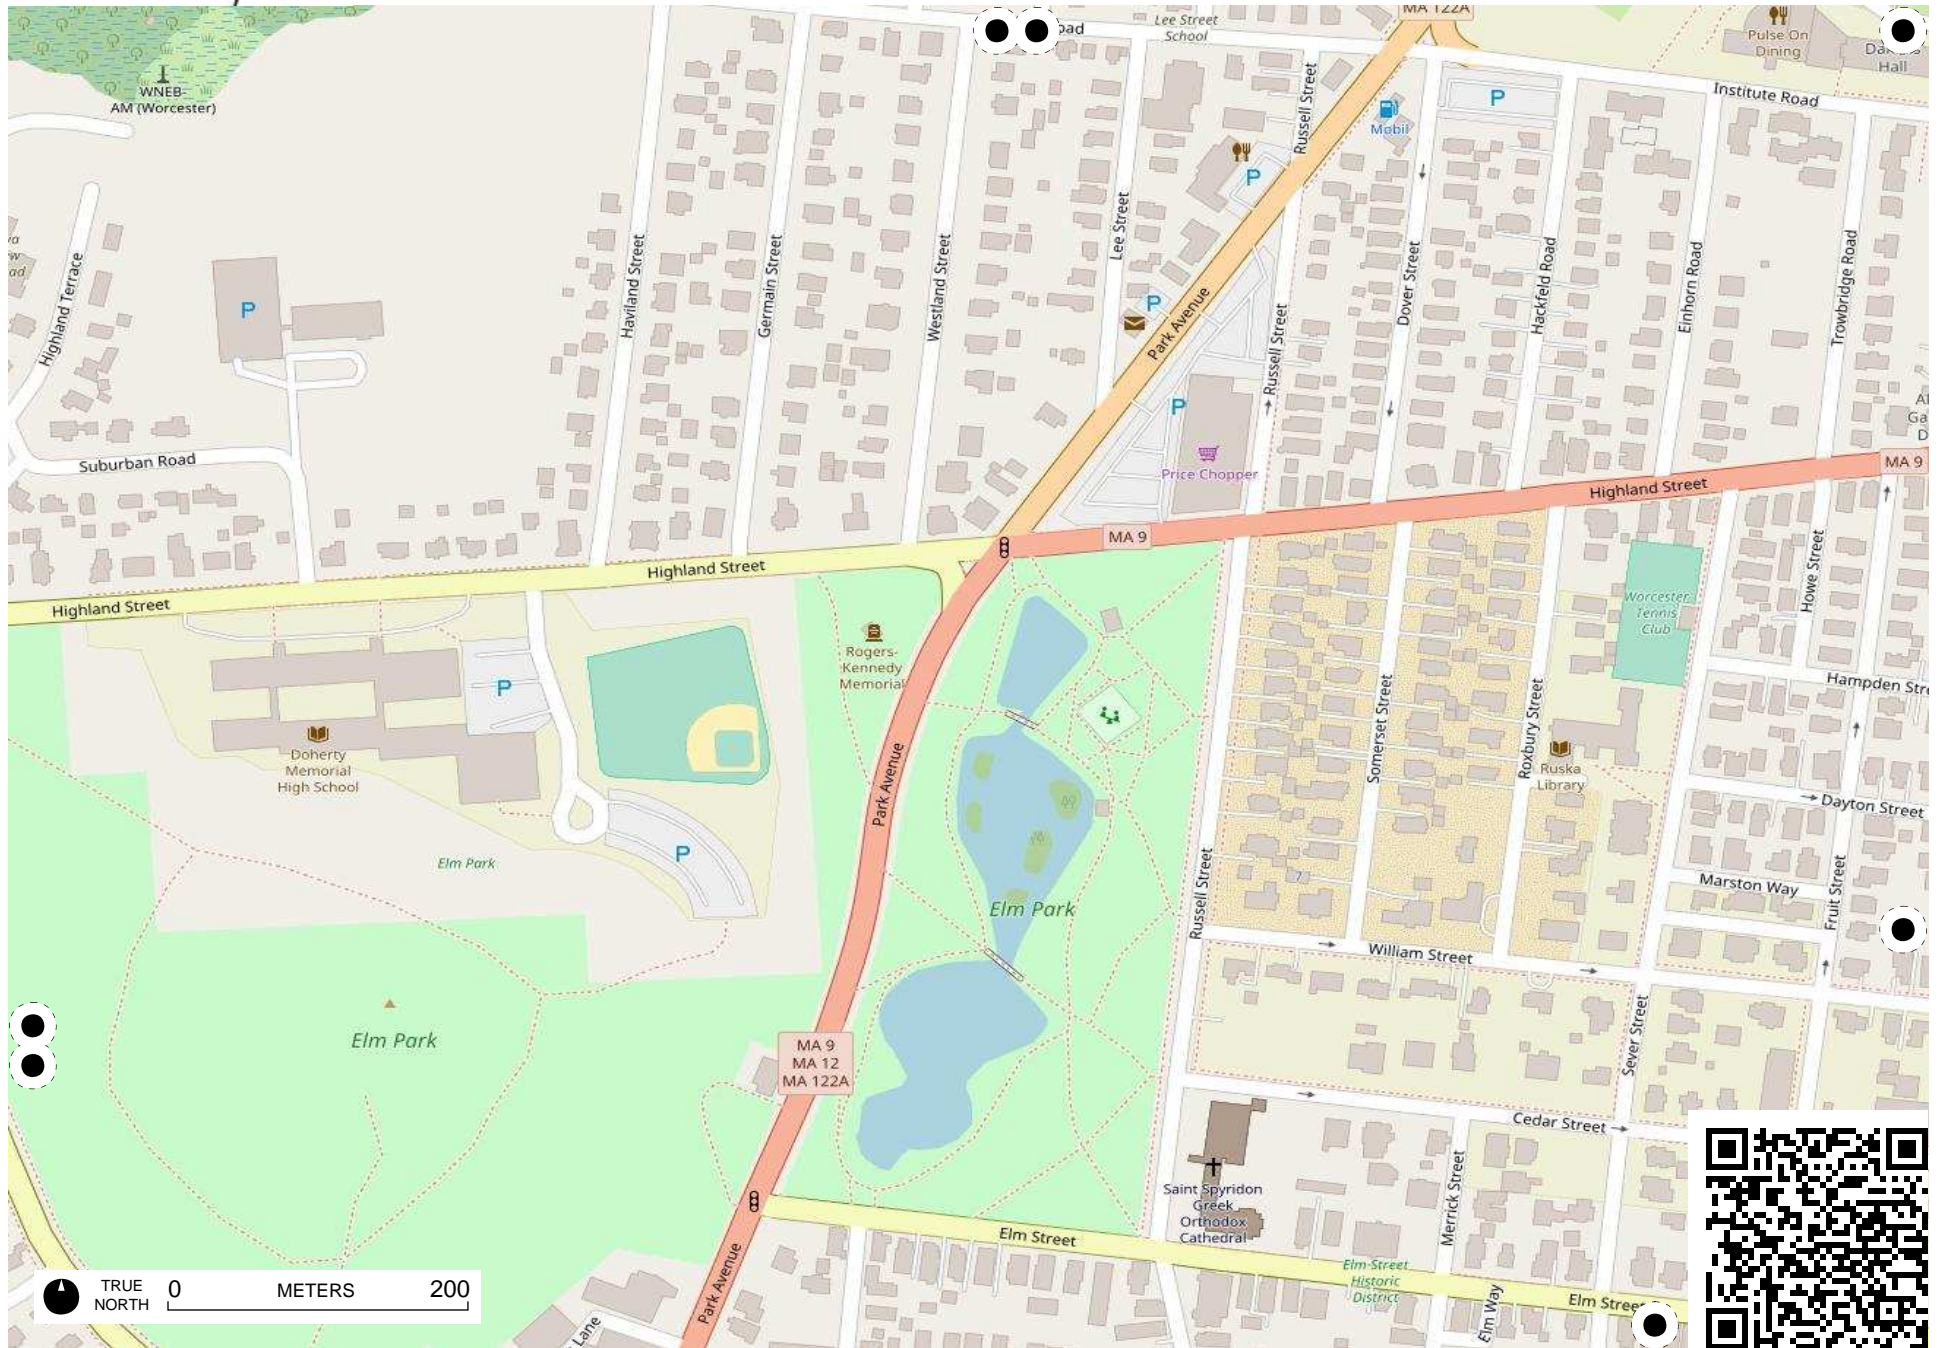 MA 122A
Lee Street
School
oad
Pulse On
Dining
Hall
WNEB-
AM (Worcester)
Institute Road
P
Mobil
Russell Street
P
Highland Terrace
Haviland Street
Germain Street
Westland Street
Lee Street
Dover Street
Hackfeld Road
Einhorn Road
Trowbridge Road
P
P
Park Avenue
Russell Street
P
Price Chopper
Suburban Road
MA 9
Highland Street
MA 9
Highland Street
Highland Street
Howe Street
Worcester
Tennis
Club
Rogers-
Kennedy
Memorial
P
Hampden Stre
Doherty
Memorial
High School
Park Avenue
Somerset Street
Roxbury Street
Ruska
Library
Dayton Street
P
Elm Park
7
Russell Street
Marston Way
Fruit Street
Elm Park
William Street
Elm Park
Sever Street
MA 9
MA 12
MA 122A
Cedar Street
Merrick Street
Saint Spyridon
Greek
Orthodox
Cathedral
Elm Street
Elm Street
Historic
District
Park Avenue
Elm Street
Elm Way
Lane
TRUE
NORTH
0 METERS 200